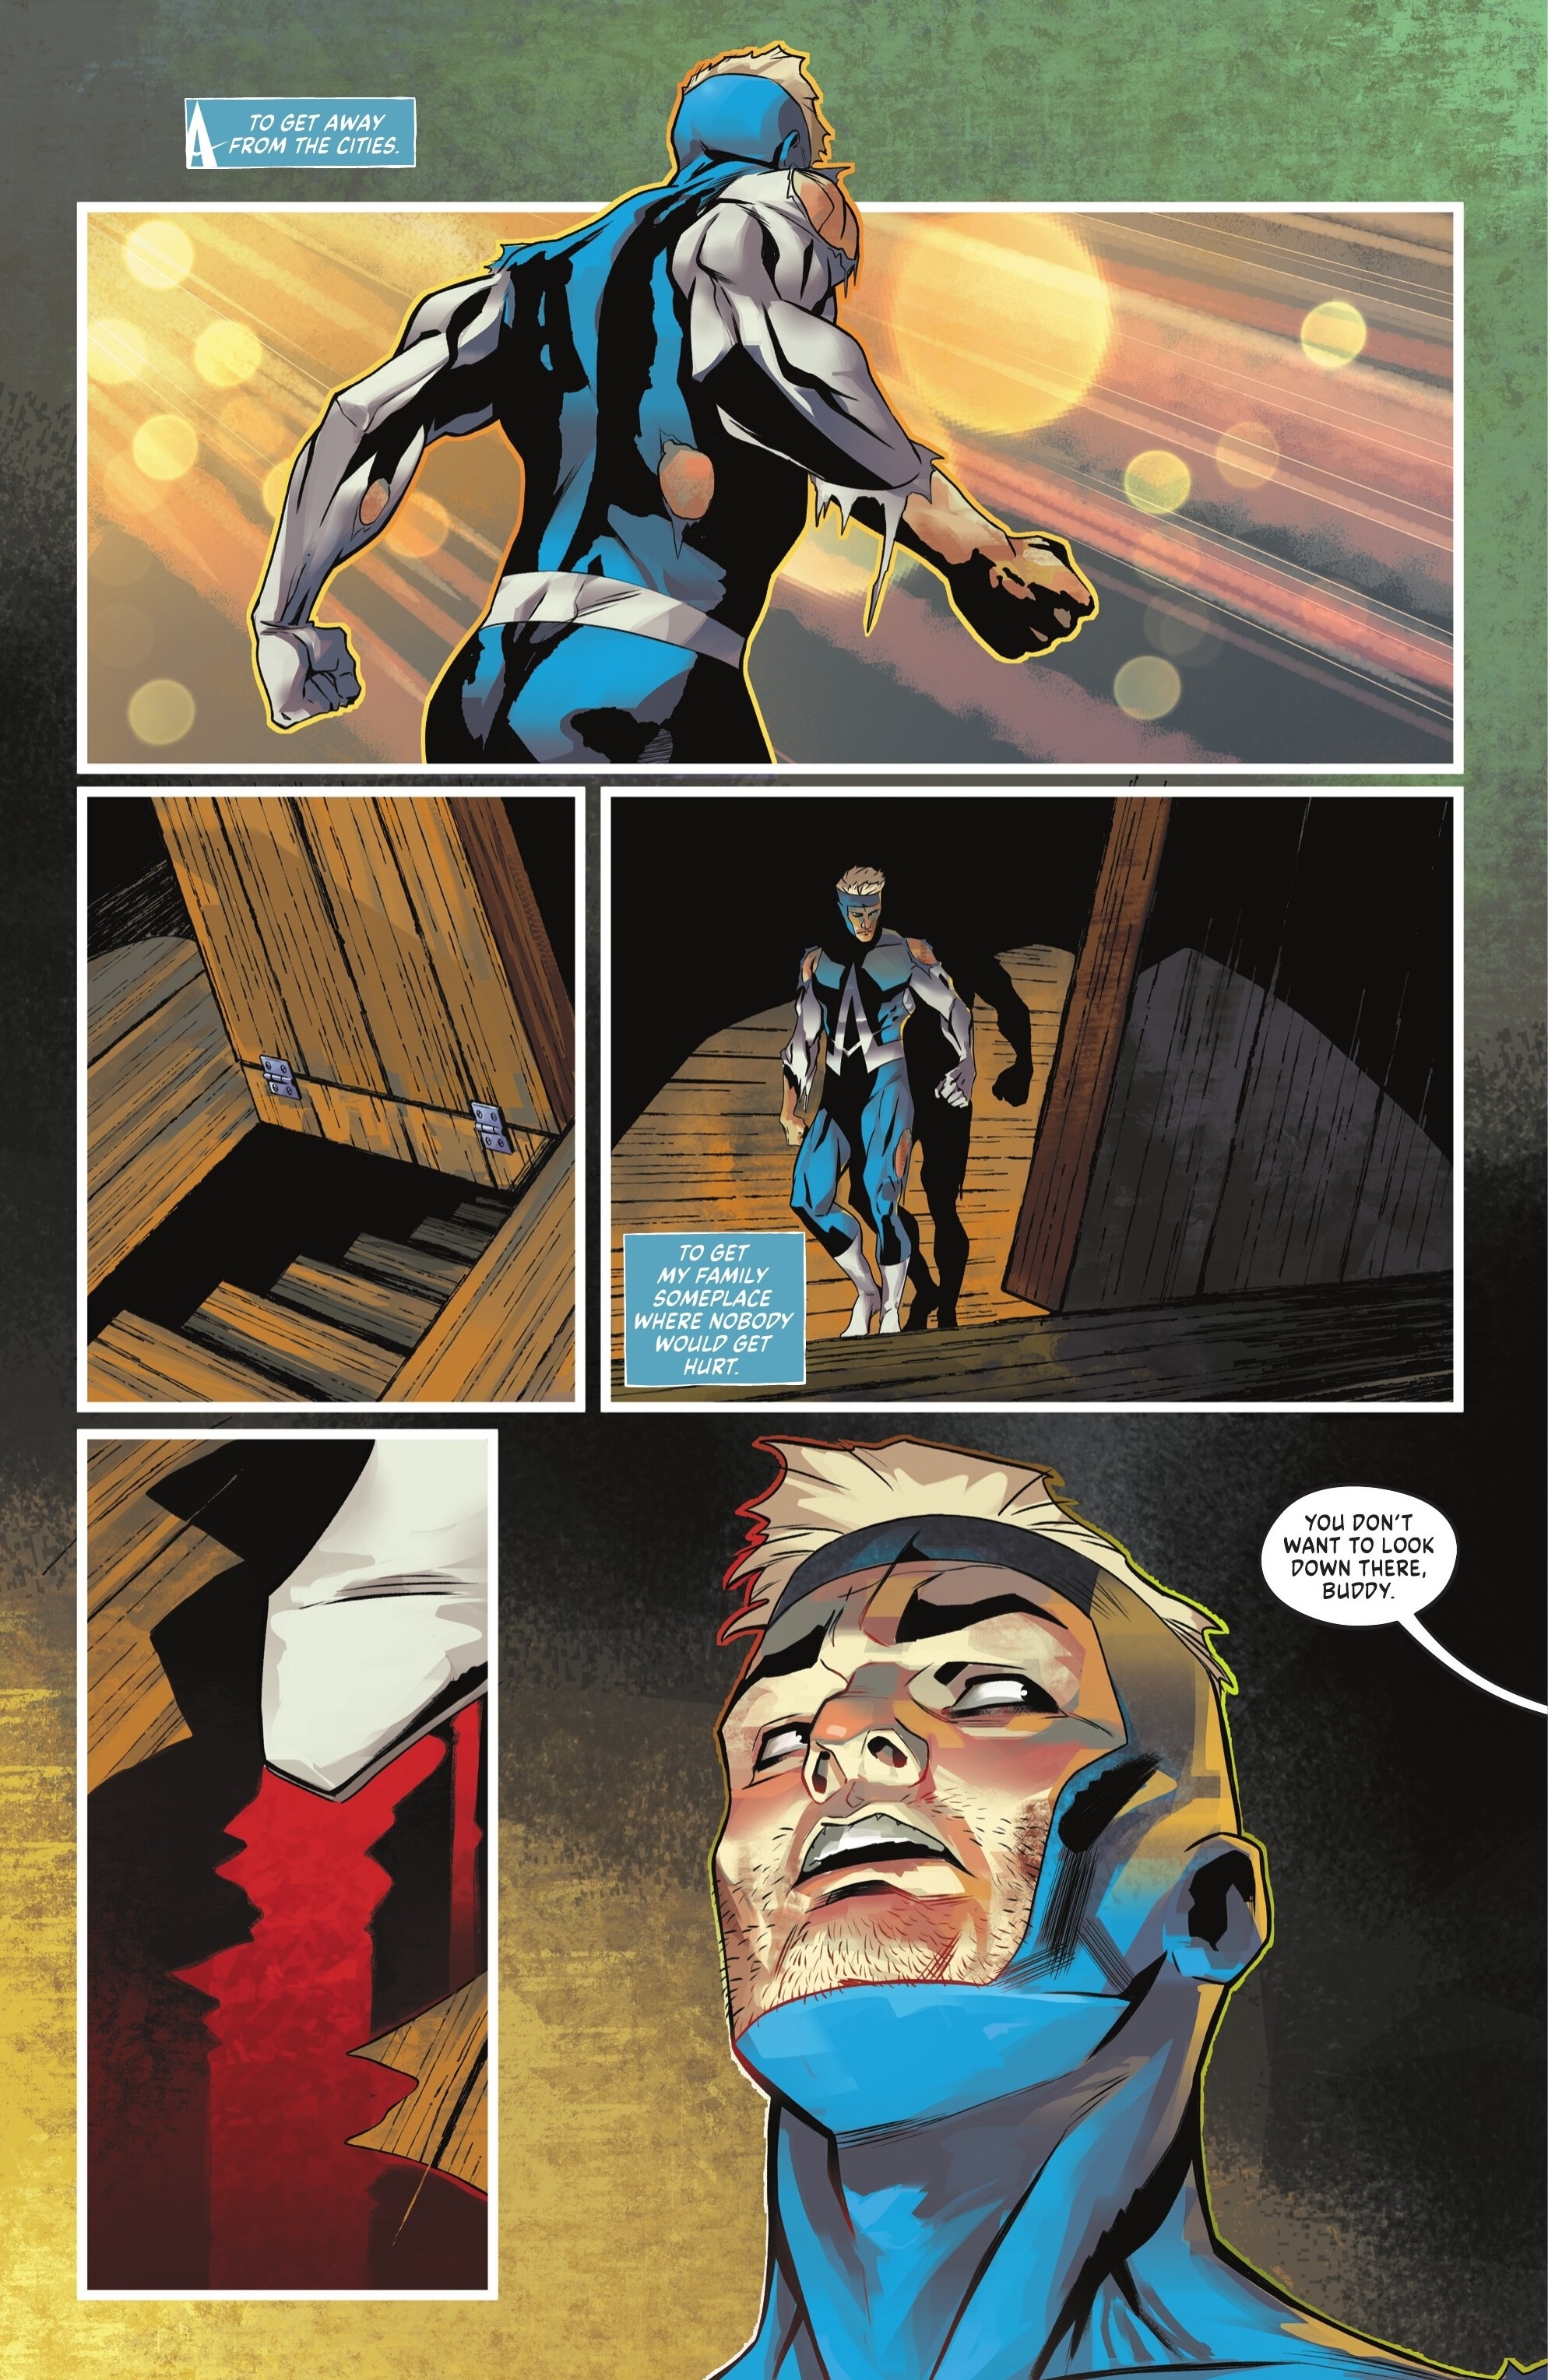 A TO GET AWAY
FROM THE CITIES.
TO GET
MY FAMILY
SOMEPLACE
WHERE NOBODY
WOULD GET
HURT.
YOU DON'T
WANT TO LOOK
DOWN THERE,
BUDDY.